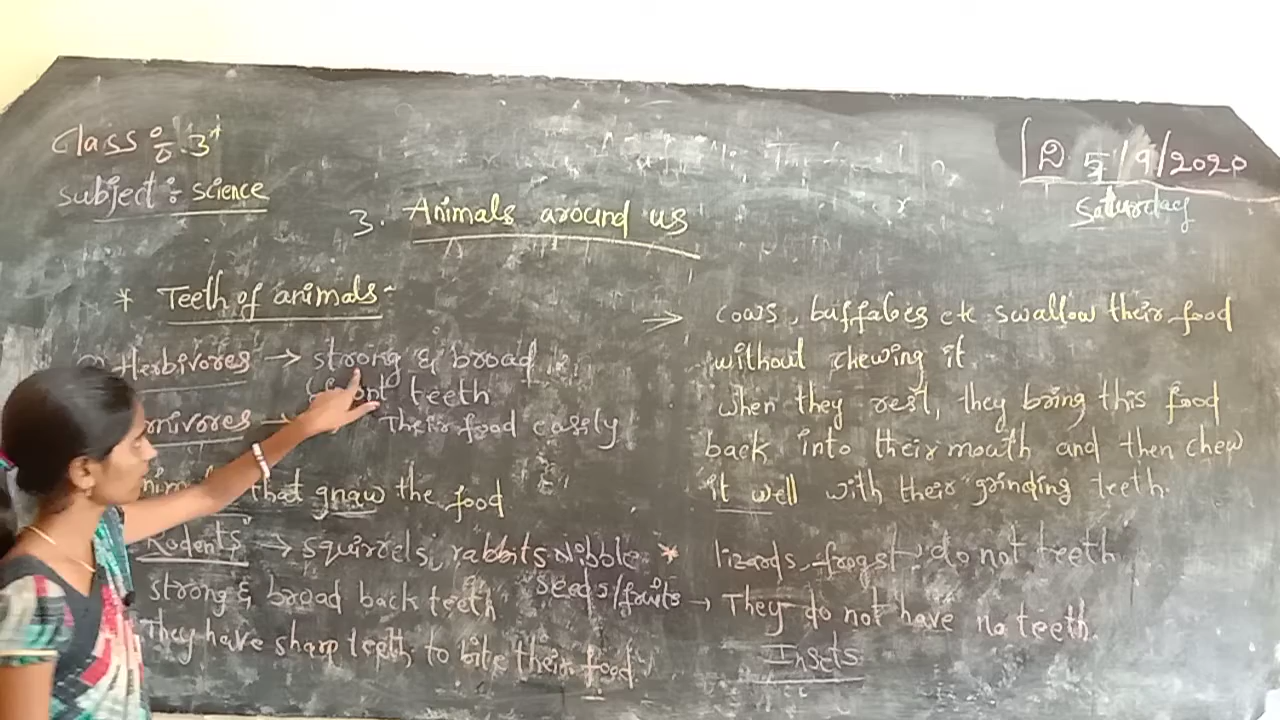 Class : 3rd
Subject : science
D 5/9/2020
Saturday
3. Animals around us
* Teeth of animals:-
Herbivores → strong & broad
front teeth
rnivores → Their food easily
that gnaw the food
Rodents → squirrels, rabbits Nibble
seeds/fruits
strong & broad back teeth
They have sharp teeth to bite their food
→ cows, buffaloes etc swallow their food
without chewing it.
when they rest, they bring this food
back into their mouth and then chew
it well with their grinding teeth.
* lizards, frogs do not teeth
→ They do not have no teeth.
Insets